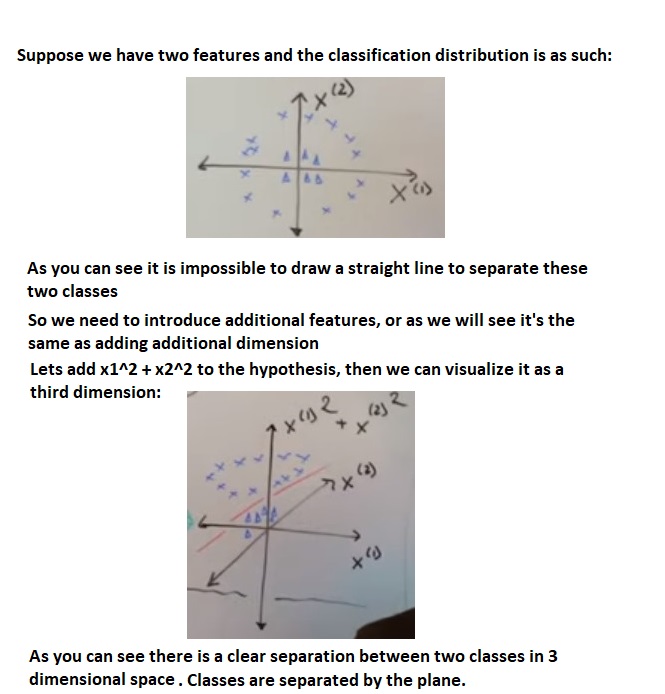 Suppose we have two features and the classification distribution is as such:
x(2)
x(1)
As you can see it is impossible to draw a straight line to separate these
two classes
So we need to introduce additional features, or as we will see it's the
same as adding additional dimension
Lets add x1^2 + x2^2 to the hypothesis, then we can visualize it as a
third dimension:
x(1)2 + x(2)2
x(2)
x(1)
As you can see there is a clear separation between two classes in 3
dimensional space. Classes are separated by the plane.